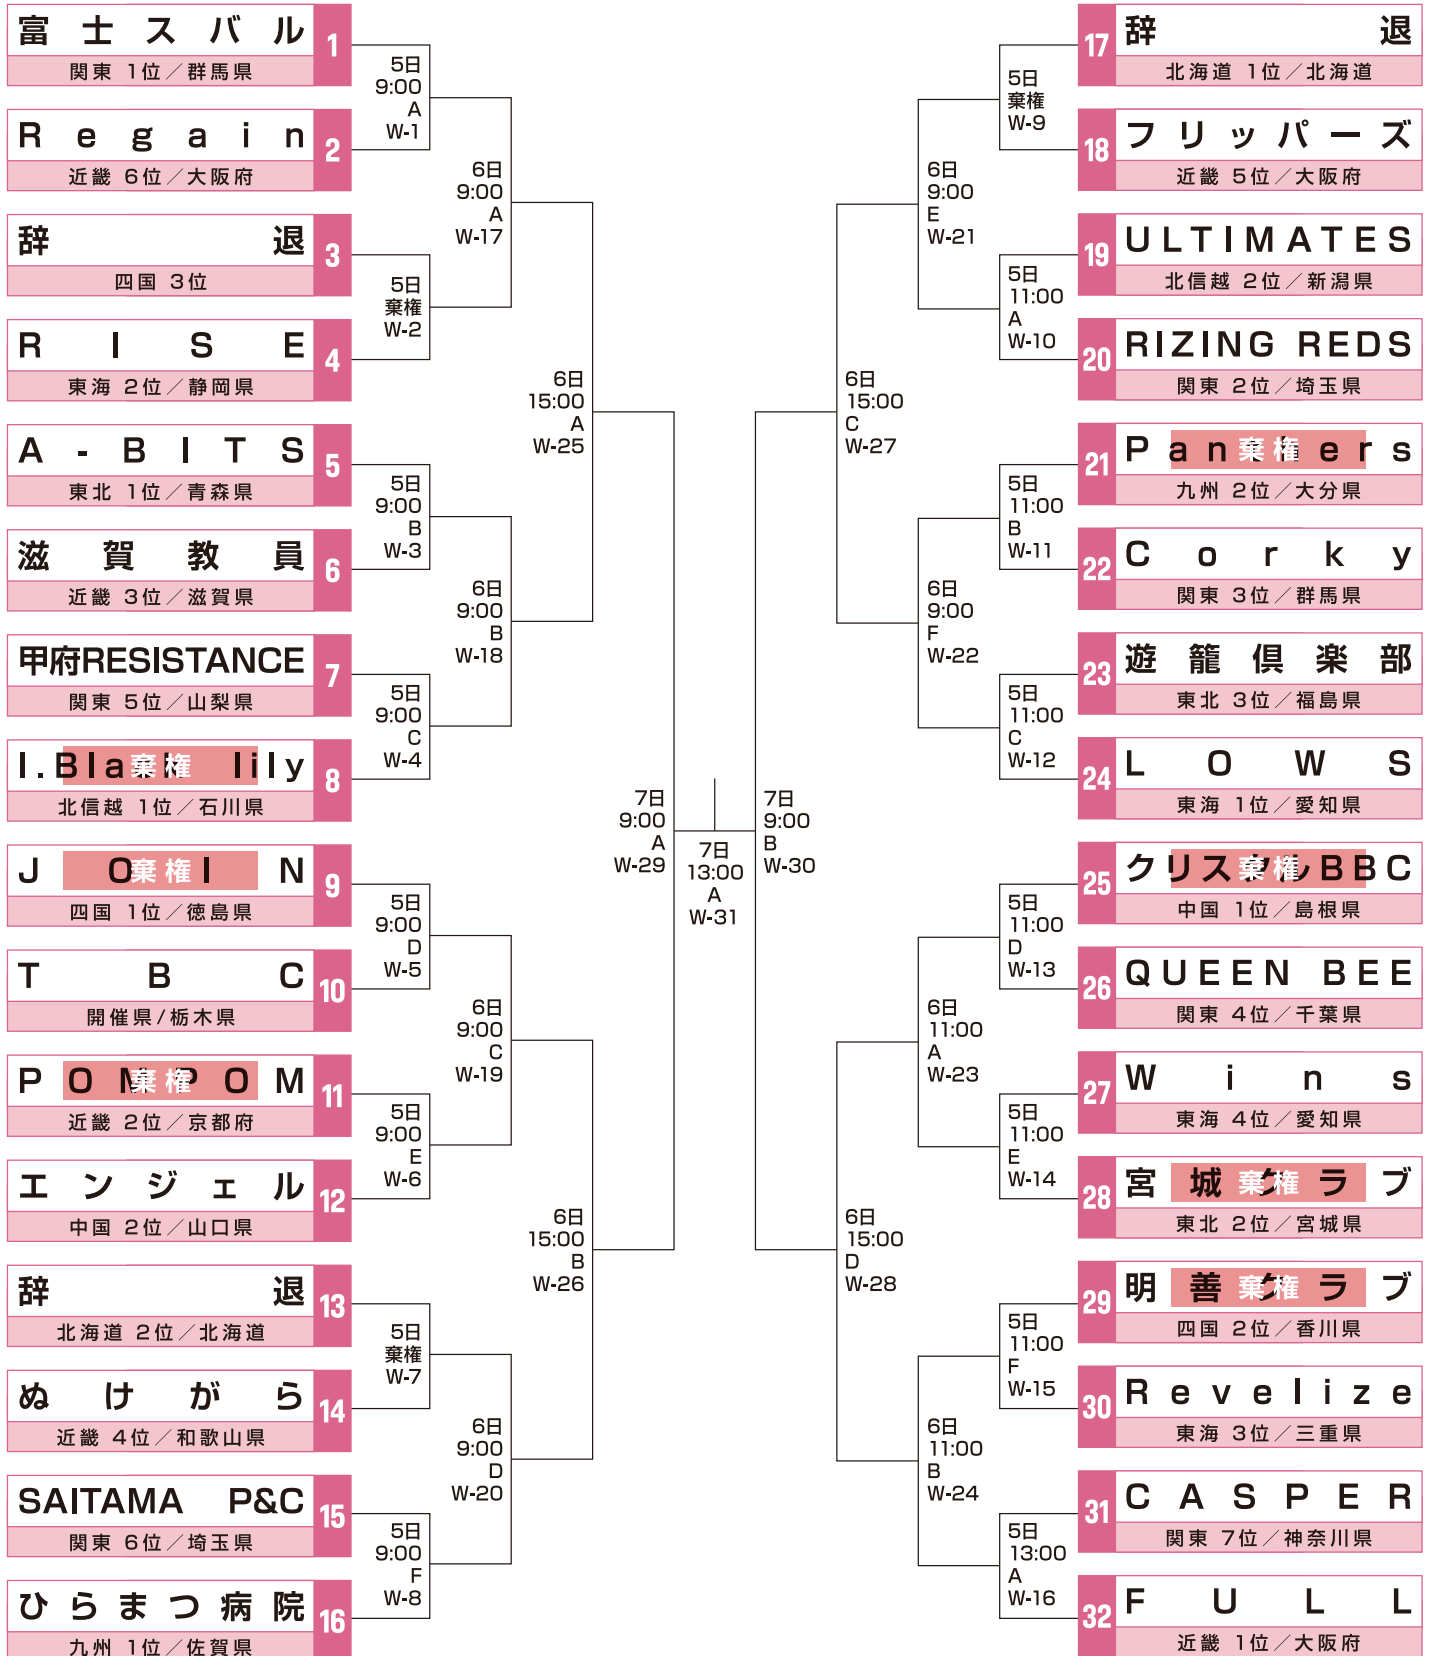 富士スバル
関東 1位／群馬県
1
Regain
近畿 6位／大阪府
2
辞退
四国 3位
3
RISE
東海 2位／静岡県
4
A-BITS
東北 1位／青森県
5
滋賀教員
近畿 3位／滋賀県
6
甲府RESISTANCE
関東 5位／山梨県
7
棄権
北信越 1位／石川県
8
JOIN
棄権
四国 1位／徳島県
9
TBC
開催県/栃木県
10
POMPOM
棄権
近畿 2位／京都府
11
エンジェル
中国 2位／山口県
12
辞退
北海道 2位／北海道
13
ぬけがら
近畿 4位／和歌山県
14
SAITAMA P&C
関東 6位／埼玉県
15
ひらまつ病院
九州 1位／佐賀県
16
5日
9:00
A
W-1
5日
棄権
W-2
5日
9:00
B
W-3
5日
9:00
C
W-4
5日
9:00
D
W-5
5日
9:00
E
W-6
5日
棄権
W-7
5日
9:00
F
W-8
6日
9:00
A
W-17
6日
9:00
B
W-18
6日
9:00
C
W-19
6日
9:00
D
W-20
6日
15:00
A
W-25
6日
15:00
B
W-26
7日
9:00
A
W-29
7日
13:00
A
W-31
7日
9:00
B
W-30
6日
15:00
C
W-27
6日
15:00
D
W-28
6日
9:00
E
W-21
6日
9:00
F
W-22
6日
11:00
A
W-23
6日
11:00
B
W-24
5日
棄権
W-9
5日
11:00
A
W-10
5日
11:00
B
W-11
5日
11:00
C
W-12
5日
11:00
D
W-13
5日
11:00
E
W-14
5日
11:00
F
W-15
5日
13:00
A
W-16
17
辞退
北海道 1位／北海道
18
フリッパーズ
近畿 5位／大阪府
19
ULTIMATES
北信越 2位／新潟県
20
RIZING REDS
関東 2位／埼玉県
21
Panthers
棄権
九州 2位／大分県
22
Corky
関東 3位／群馬県
23
遊籠倶楽部
東北 3位／福島県
24
LOWS
東海 1位／愛知県
25
クリスタルBBC
棄権
中国 1位／島根県
26
QUEEN BEE
関東 4位／千葉県
27
Wins
東海 4位／愛知県
28
宮城クラブ
棄権
東北 2位／宮城県
29
明善クラブ
棄権
四国 2位／香川県
30
Revelize
東海 3位／三重県
31
CASPER
関東 7位／神奈川県
32
FULL
近畿 1位／大阪府